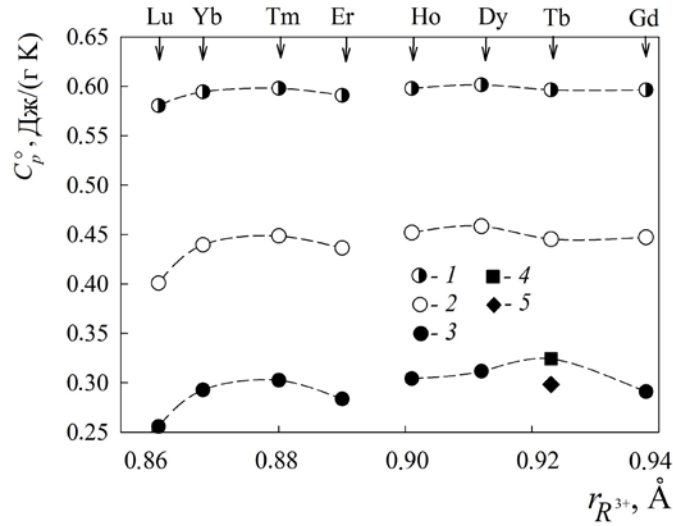 Lu Yb Tm Er Ho Dy Tb Gd
0.65
0.60
0.55
0.50
0.45
0.40
0.35
0.30
0.25
C°p, Дж/(г К)
- 1 - 4
- 2 - 5
- 3
0.86 0.88 0.90 0.92 0.94
rR3+, Å